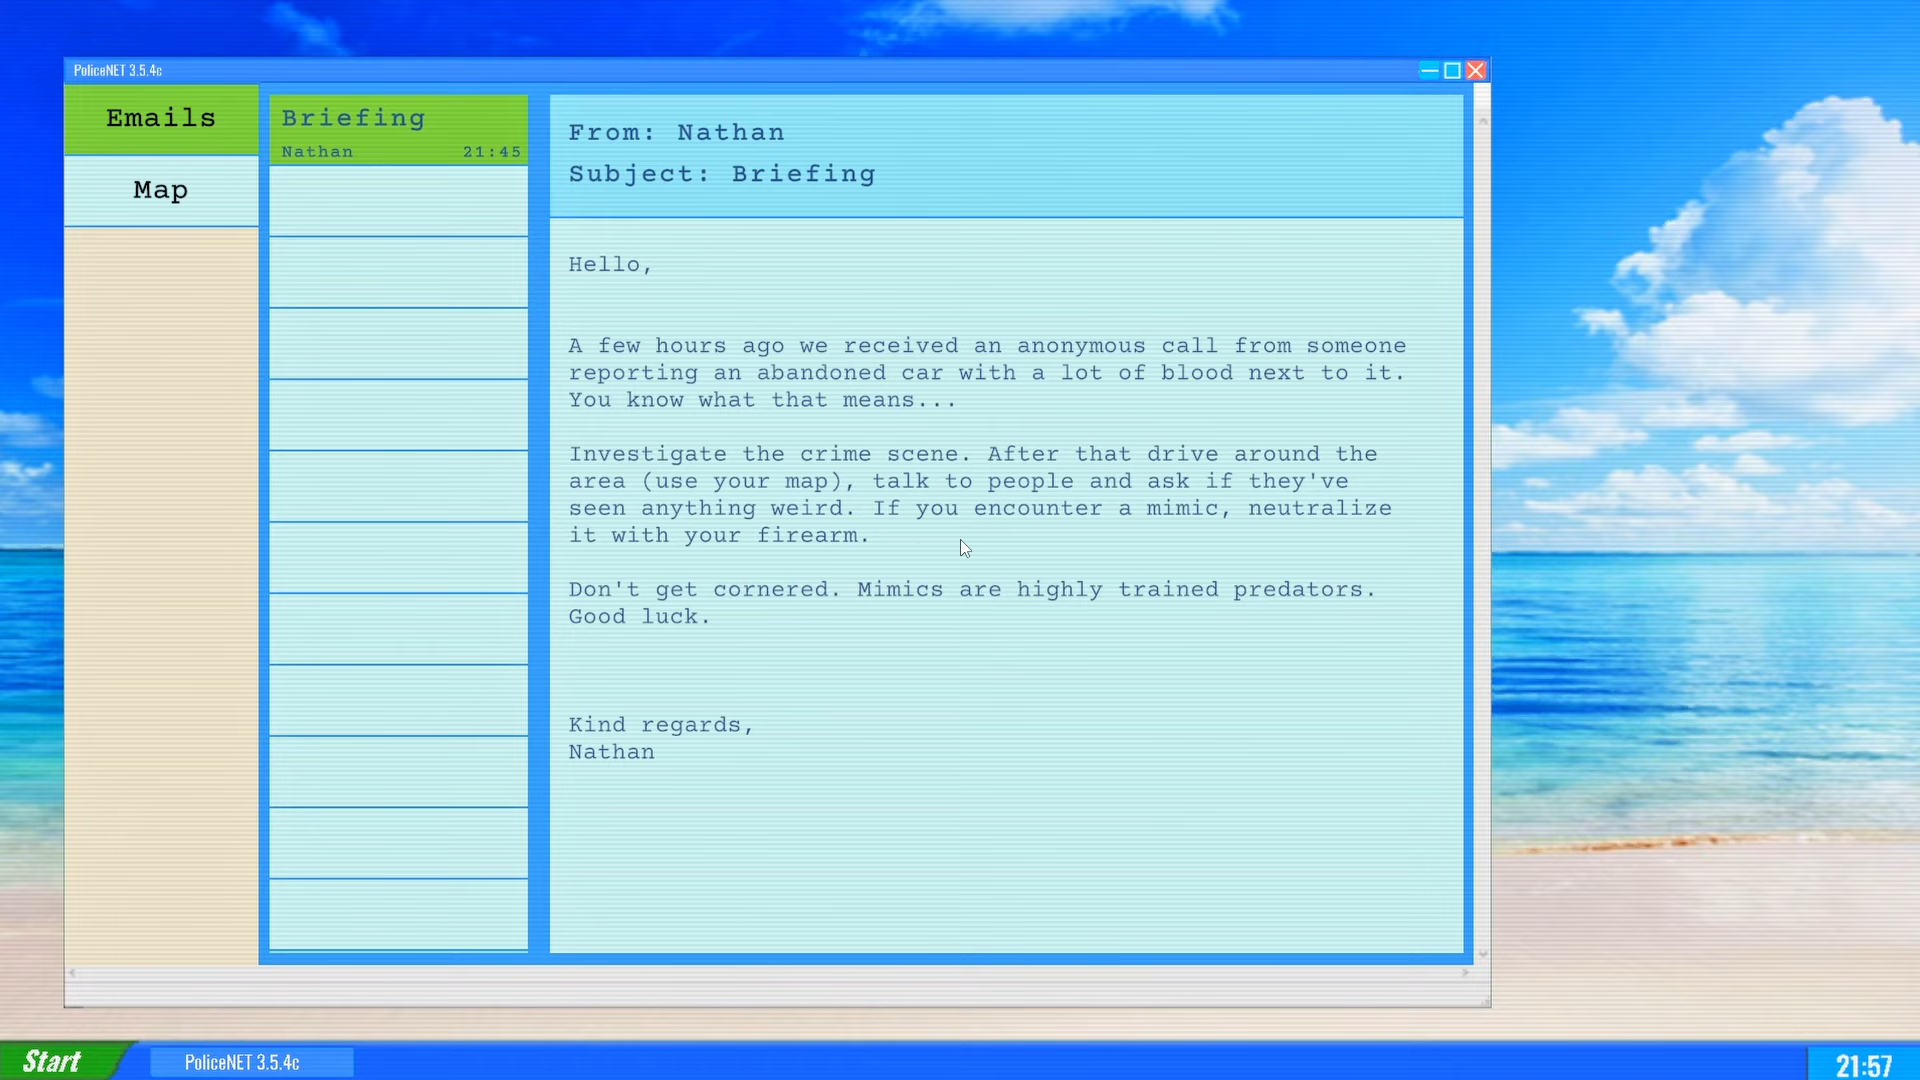 PoliceNET 3.5.4c
Emails
Map
Briefing
Nathan 21:45
From: Nathan
Subject: Briefing
Hello,
A few hours ago we received an anonymous call from someone
reporting an abandoned car with a lot of blood next to it.
You know what that means...
Investigate the crime scene. After that drive around the
area (use your map), talk to people and ask if they've
seen anything weird. If you encounter a mimic, neutralize
it with your firearm.
Don't get cornered. Mimics are highly trained predators.
Good luck.
Kind regards,
Nathan
Start
PoliceNET 3.5.4c
21:57